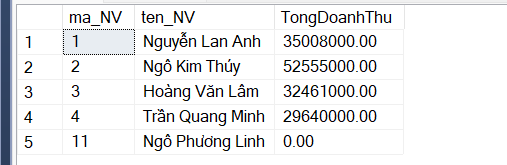 ma_NV ten_NV TongDoanhThu
1 1 Nguyễn Lan Anh 35008000.00
2 2 Ngô Kim Thúy 52555000.00
3 3 Hoàng Văn Lâm 32461000.00
4 4 Trần Quang Minh 29640000.00
5 11 Ngô Phương Linh 0.00